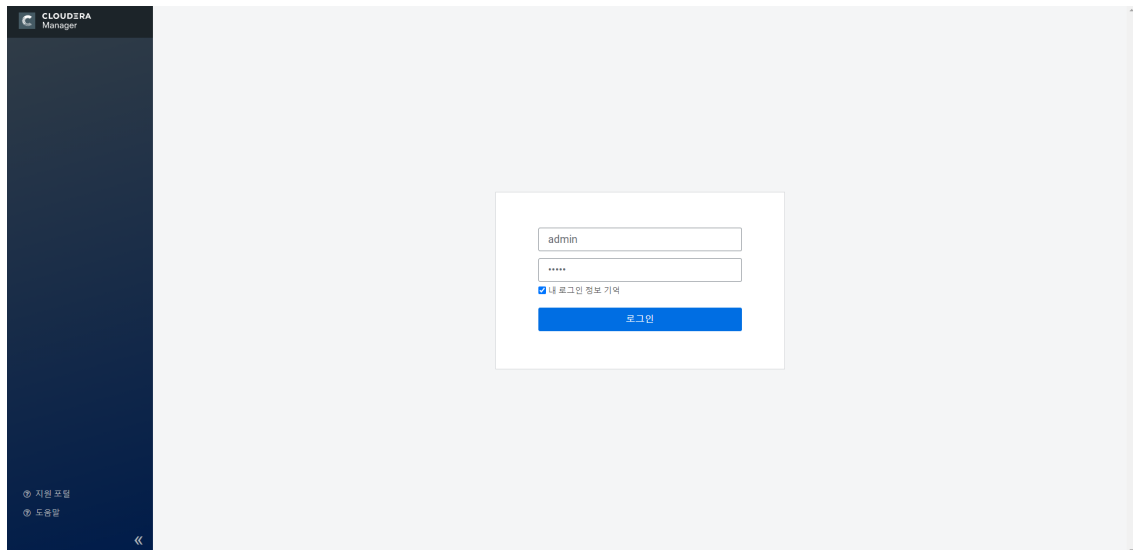 CLOUDERA
Manager
admin
•••••
내 로그인 정보 기억
로그인
지원 포털
도움말